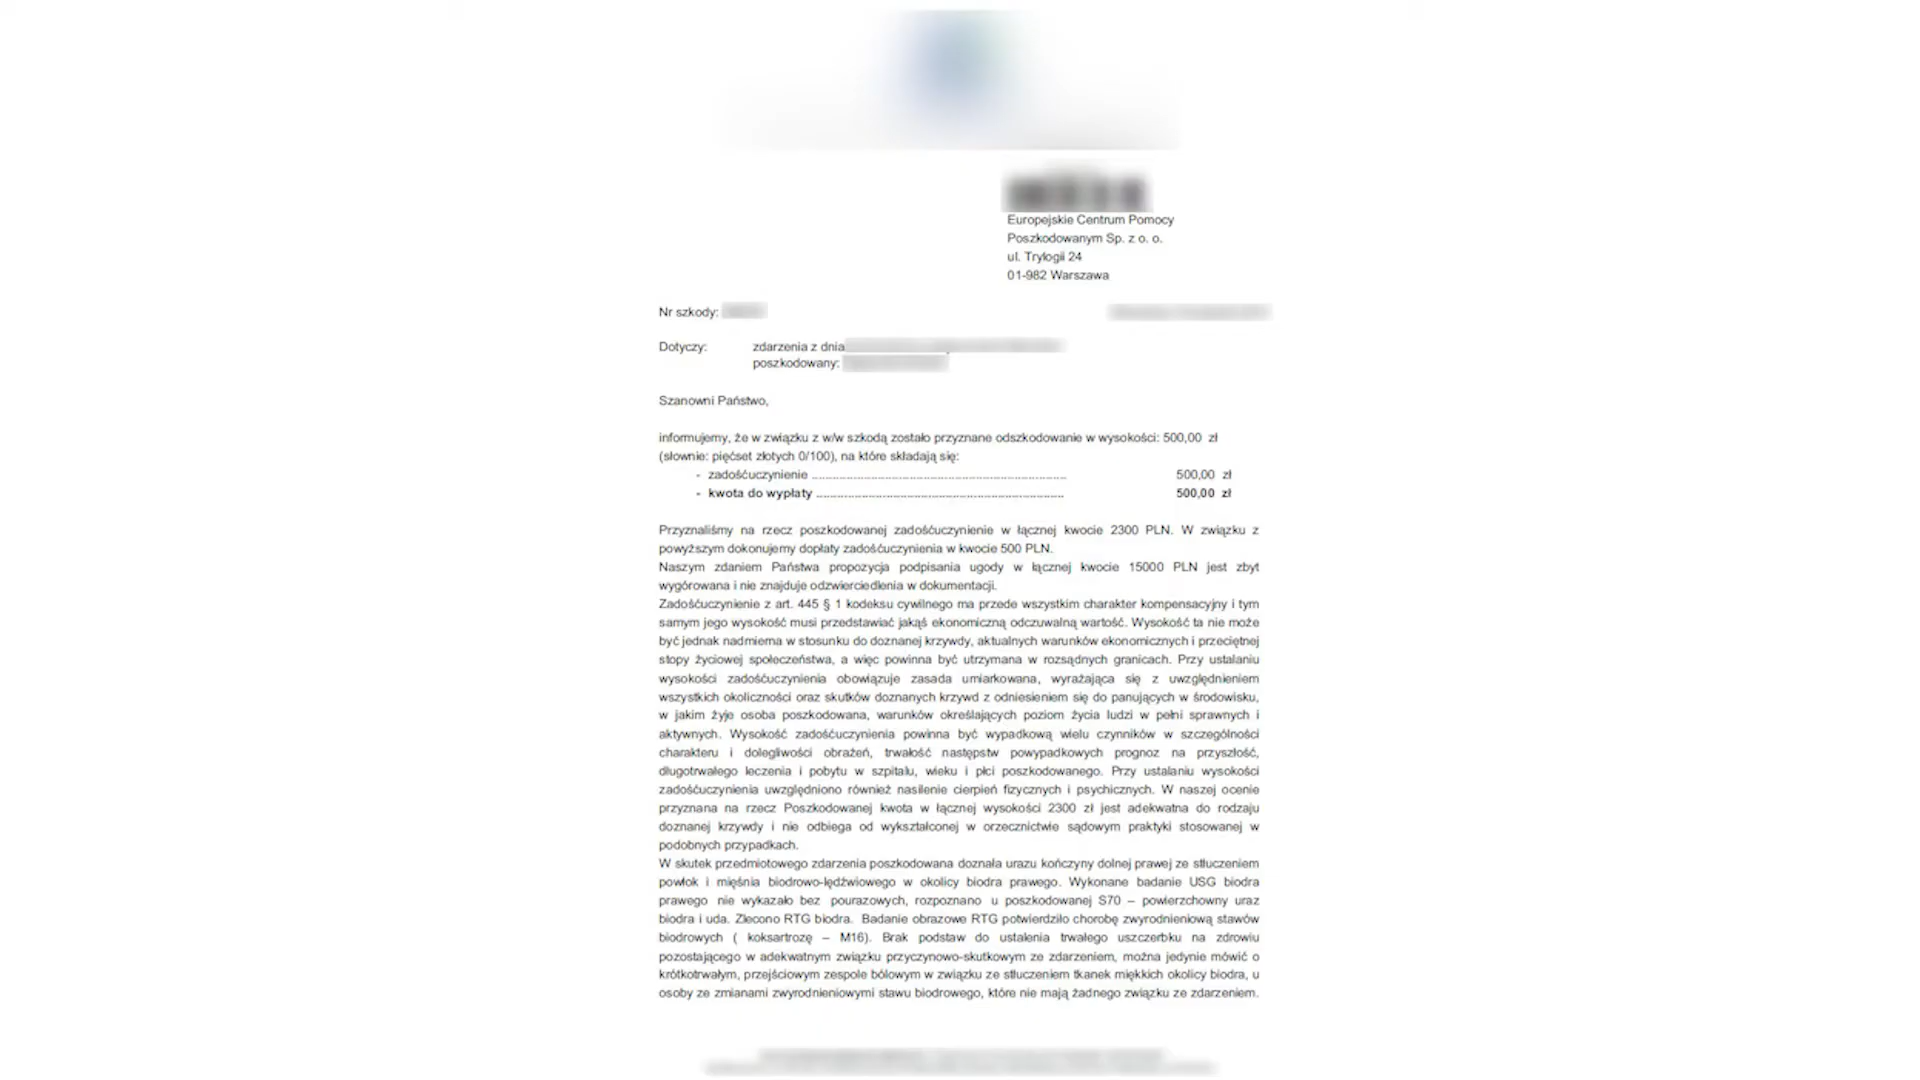 Europejskie Centrum Pomocy
Poszkodowanym Sp. z o. o.
ul. Trylogii 24
01-982 Warszawa
Nr szkody:
Dotyczy: zdarzenia z dnia
poszkodowany:
Szanowni Państwo,
informujemy, że w związku z w/w szkodą zostało przyznane odszkodowanie w wysokości: 500,00 zł
(słownie: pięćset złotych 0/100), na które składają się:
- zadośćuczynienie ............................................................................ 500,00 zł
- kwota do wypłaty .......................................................................... 500,00 zł
Przyznaliśmy na rzecz poszkodowanej zadośćuczynienie w łącznej kwocie 2300 PLN. W związku z
powyższym dokonujemy dopłaty zadośćuczynienia w kwocie 500 PLN.
Naszym zdaniem Państwa propozycja podpisania ugody w łącznej kwocie 15000 PLN jest zbyt
wygórowana i nie znajduje odzwierciedlenia w dokumentacji.
Zadośćuczynienie z art. 445 § 1 kodeksu cywilnego ma przede wszystkim charakter kompensacyjny i tym
samym jego wysokość musi przedstawiać jakąś ekonomiczną odczuwalną wartość. Wysokość ta nie może
być jednak nadmierna w stosunku do doznanej krzywdy, aktualnych warunków ekonomicznych i przeciętnej
stopy życiowej społeczeństwa, a więc powinna być utrzymana w rozsądnych granicach. Przy ustalaniu
wysokości zadośćuczynienia obowiązuje zasada umiarkowana, wyrażająca się z uwzględnieniem
wszystkich okoliczności oraz skutków doznanych krzywd z odniesieniem się do panujących w środowisku,
w jakim żyje osoba poszkodowana, warunków określających poziom życia ludzi w pełni sprawnych i
aktywnych. Wysokość zadośćuczynienia powinna być wypadkową wielu czynników w szczególności
charakteru i dolegliwości obrażeń, trwałość następstw powypadkowych prognoz na przyszłość,
długotrwałego leczenia i pobytu w szpitalu, wieku i płci poszkodowanego. Przy ustalaniu wysokości
zadośćuczynienia uwzględniono również nasilenie cierpień fizycznych i psychicznych. W naszej ocenie
przyznana na rzecz Poszkodowanej kwota w łącznej wysokości 2300 zł jest adekwatna do rodzaju
doznanej krzywdy i nie odbiega od wykształconej w orzecznictwie sądowym praktyki stosowanej w
podobnych przypadkach.
W skutek przedmiotowego zdarzenia poszkodowana doznała urazu kończyny dolnej prawej ze stłuczeniem
powłok i mięśnia biodrowo-lędźwiowego w okolicy biodra prawego. Wykonane badanie USG biodra
prawego nie wykazało bez pourazowych, rozpoznano u poszkodowanej S70 – powierzchowny uraz
biodra i uda. Zlecono RTG biodra. Badanie obrazowe RTG potwierdziło chorobę zwyrodnieniową stawów
biodrowych ( koksartrozę – M16). Brak podstaw do ustalenia trwałego uszczerbku na zdrowiu
pozostającego w adekwatnym związku przyczynowo-skutkowym ze zdarzeniem, można jedynie mówić o
krótkotrwałym, przejściowym zespole bólowym w związku ze stłuczeniem tkanek miękkich okolicy biodra, u
osoby ze zmianami zwyrodnieniowymi stawu biodrowego, które nie mają żadnego związku ze zdarzeniem.